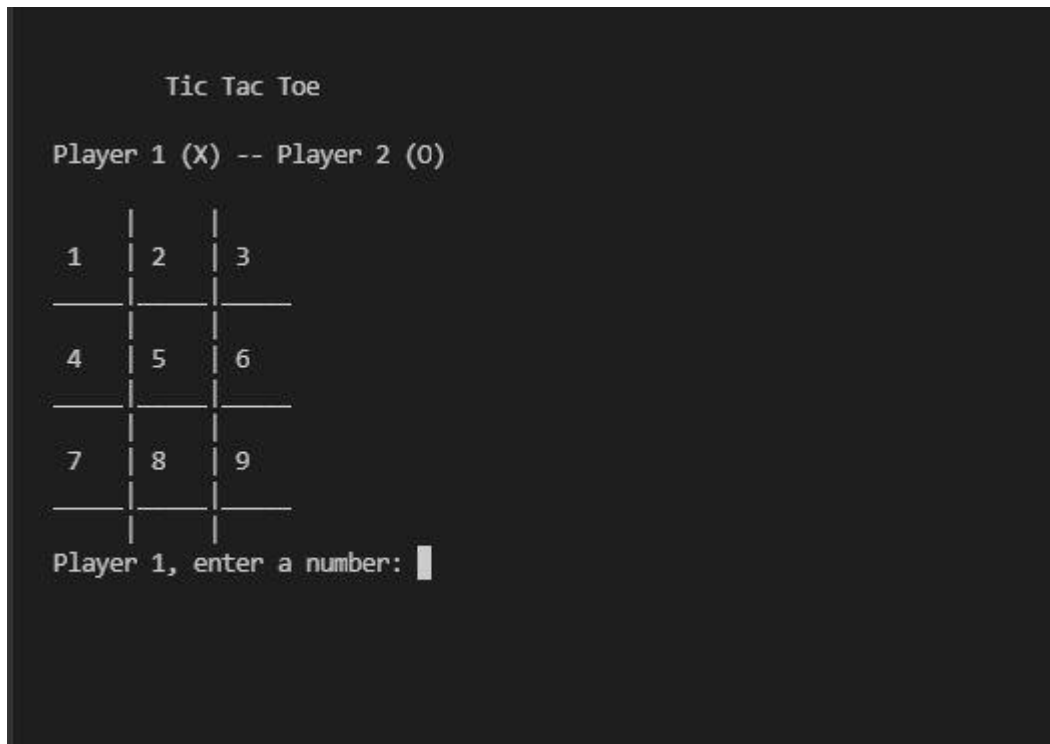 Tic Tac Toe
Player 1 (X) -- Player 2 (O)
1 | 2 | 3
4 | 5 | 6
7 | 8 | 9
Player 1, enter a number: